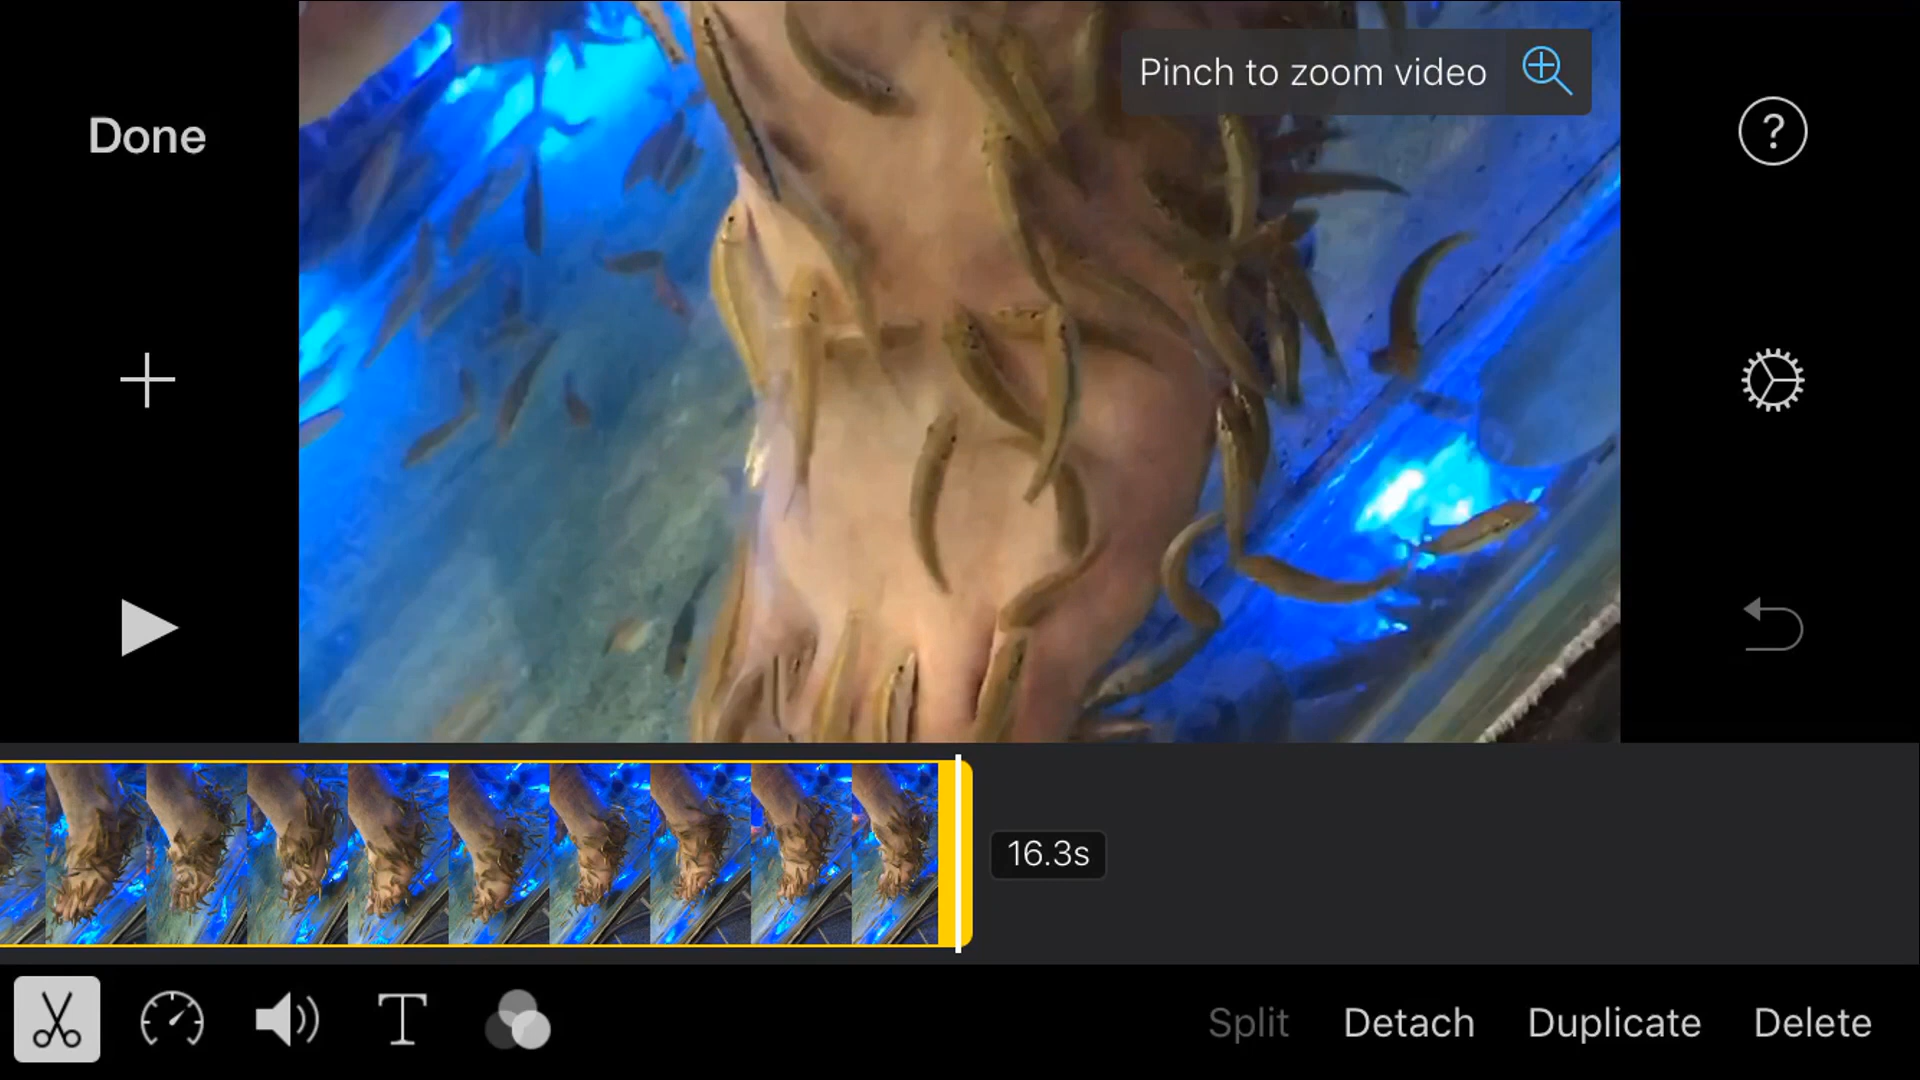 Pinch to zoom video
Done
?
16.3s
T
Split
Detach
Duplicate
Delete